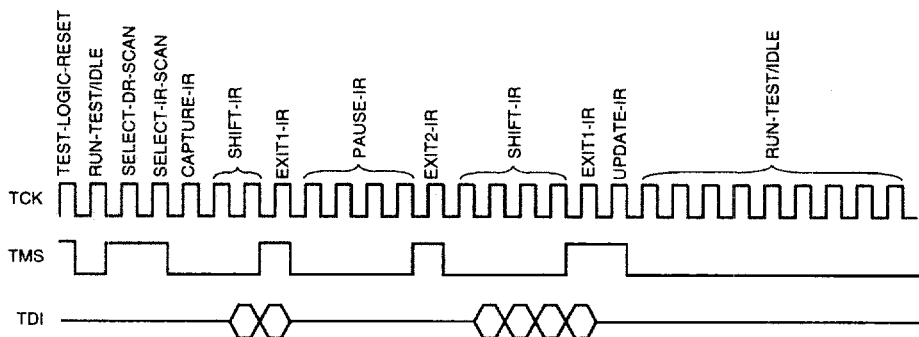 TEST-LOGIC-RESET
RUN-TEST/IDLE
SELECT-DR-SCAN
SELECT-IR-SCAN
CAPTURE-IR
SHIFT-IR
EXIT1-IR
PAUSE-IR
EXIT2-IR
SHIFT-IR
EXIT1-IR
UPDATE-IR
RUN-TEST/IDLE
TCK
TMS
TDI